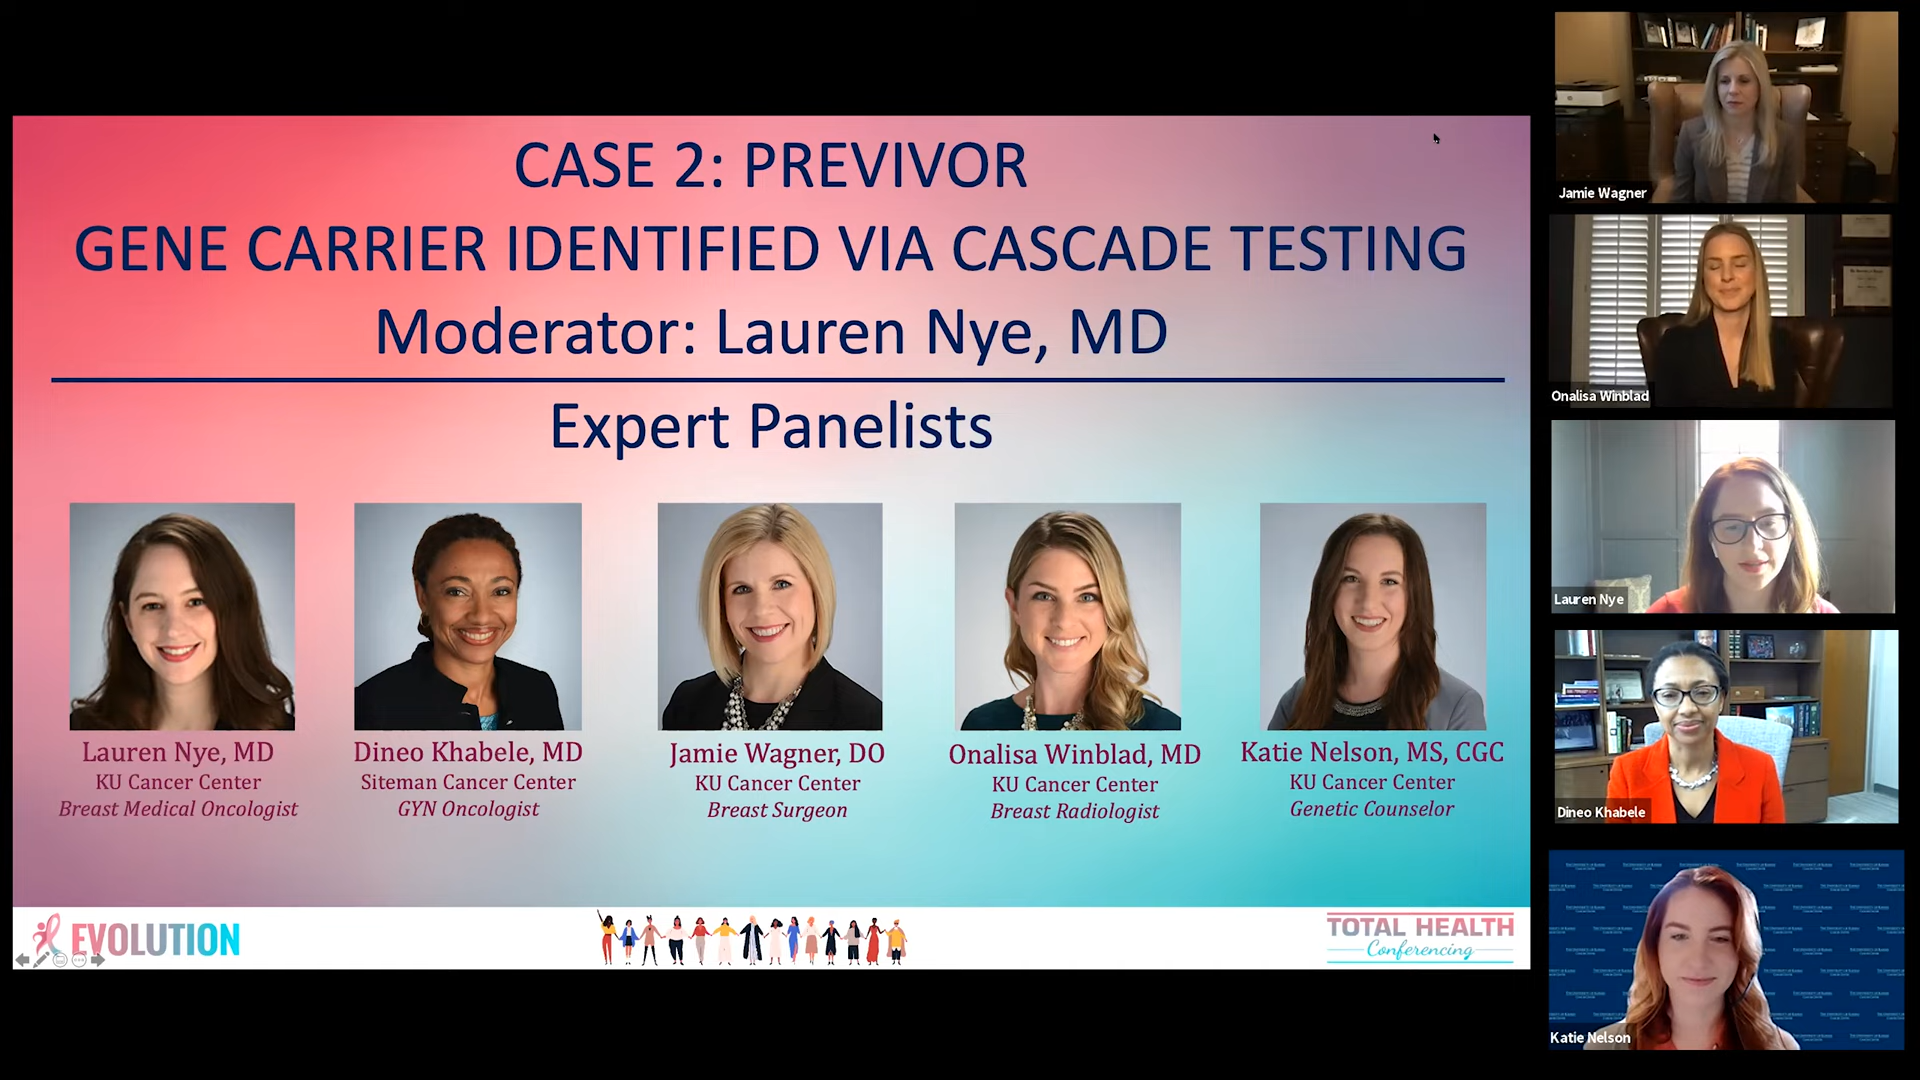 CASE 2: PREVIVOR
GENE CARRIER IDENTIFIED VIA CASCADE TESTING
Moderator: Lauren Nye, MD
Expert Panelists
Lauren Nye, MD
KU Cancer Center
Breast Medical Oncologist
Dineo Khabele, MD
Siteman Cancer Center
GYN Oncologist
Jamie Wagner, DO
KU Cancer Center
Breast Surgeon
Onalisa Winblad, MD
KU Cancer Center
Breast Radiologist
Katie Nelson, MS, CGC
KU Cancer Center
Genetic Counselor
EVOLUTION
TOTAL HEALTH
Conferencing
Jamie Wagner
Onalisa Winblad
Lauren Nye
Dineo Khabele
Katie Nelson